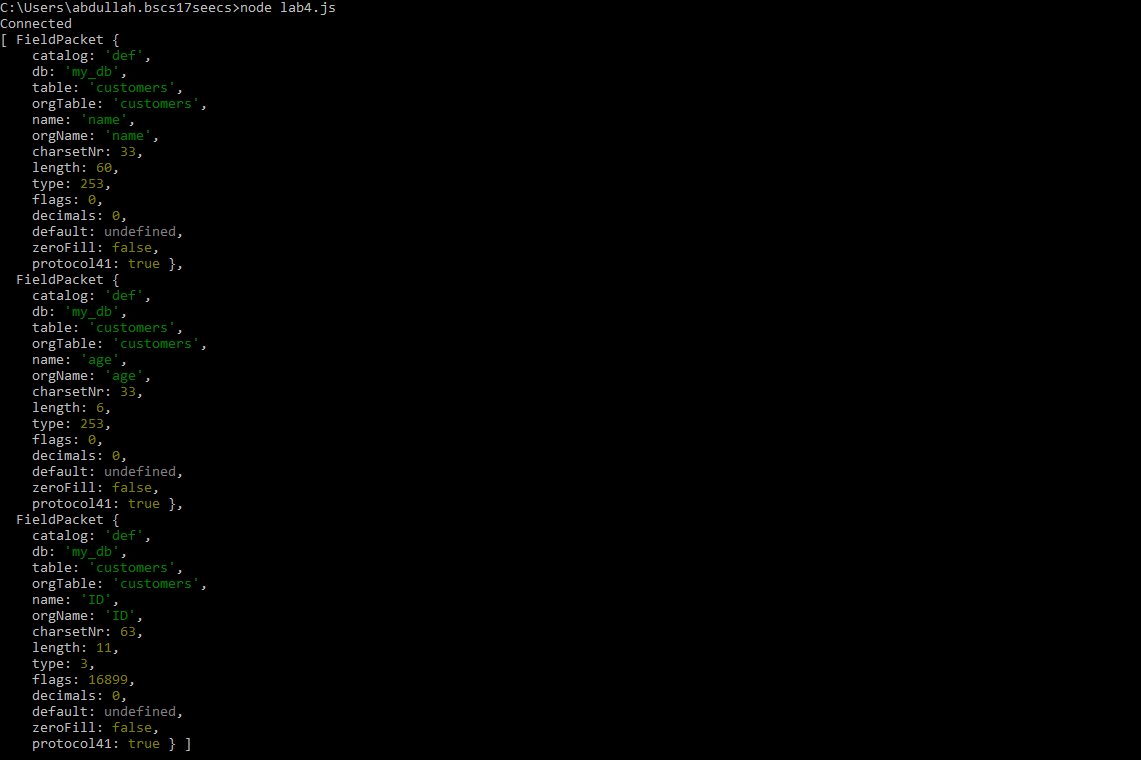 C:\Users\abdullah.bscs17seecs>node lab4.js
Connected
[ FieldPacket {
    catalog: 'def',
    db: 'my_db',
    table: 'customers',
    orgTable: 'customers',
    name: 'name',
    orgName: 'name',
    charsetNr: 33,
    length: 60,
    type: 253,
    flags: 0,
    decimals: 0,
    default: undefined,
    zeroFill: false,
    protocol41: true },
  FieldPacket {
    catalog: 'def',
    db: 'my_db',
    table: 'customers',
    orgTable: 'customers',
    name: 'age',
    orgName: 'age',
    charsetNr: 33,
    length: 6,
    type: 253,
    flags: 0,
    decimals: 0,
    default: undefined,
    zeroFill: false,
    protocol41: true },
  FieldPacket {
    catalog: 'def',
    db: 'my_db',
    table: 'customers',
    orgTable: 'customers',
    name: 'ID',
    orgName: 'ID',
    charsetNr: 63,
    length: 11,
    type: 3,
    flags: 16899,
    decimals: 0,
    default: undefined,
    zeroFill: false,
    protocol41: true } ]